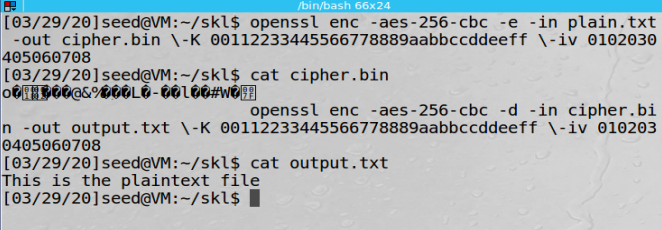 /bin/bash 66x24
[03/29/20]seed@VM:~/skl$ openssl enc -aes-256-cbc -e -in plain.txt
 -out cipher.bin \-K 00112233445566778889aabbccddeeff \-iv 0102030
405060708
[03/29/20]seed@VM:~/skl$ cat cipher.bin
o����@&%���L�-��l��#W�
openssl enc -aes-256-cbc -d -in cipher.bi
n -out output.txt \-K 00112233445566778889aabbccddeeff \-iv 010203
0405060708
[03/29/20]seed@VM:~/skl$ cat output.txt
This is the plaintext file
[03/29/20]seed@VM:~/skl$